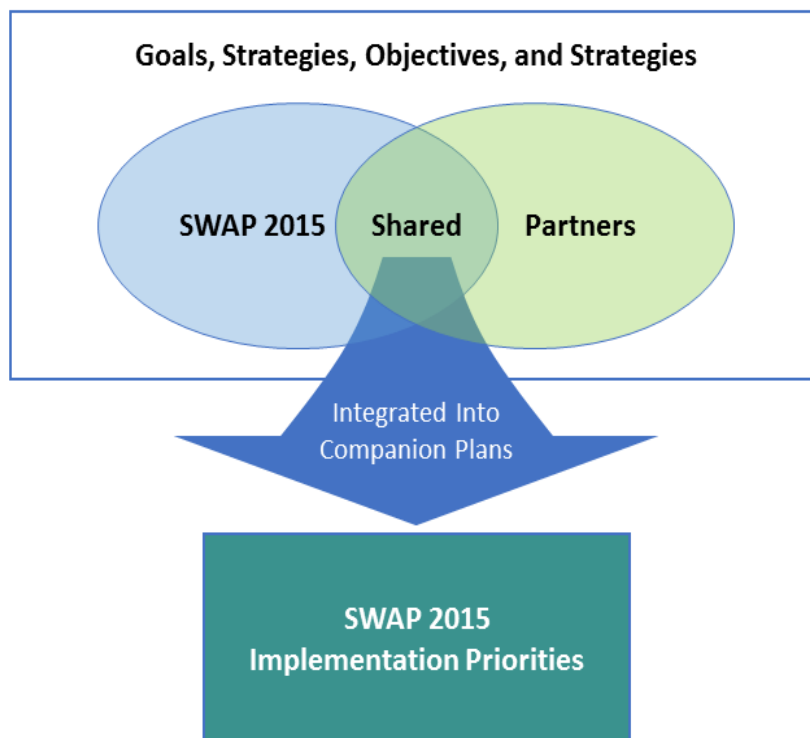 Goals, Strategies, Objectives, and Strategies
SWAP 2015 Shared Partners
Integrated Into
Companion Plans
SWAP 2015
Implementation Priorities